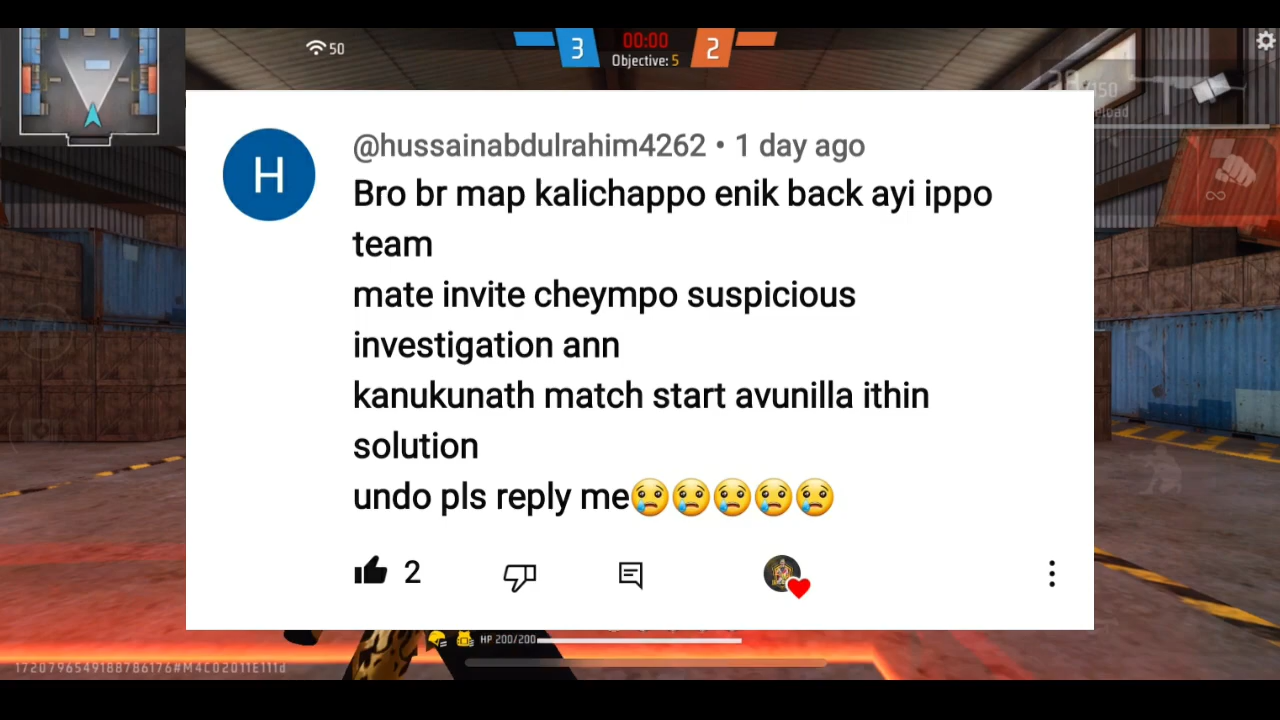 50
3
00:00
2
Objective: 5
@hussainabdulrahim4262 • 1 day ago
H
Bro br map kalichappo enik back ayi ippo
team
mate invite cheympo suspicious
investigation ann
kanukunath match start avunilla ithin
solution
undo pls reply me😢😢😢😢😢
2
HP 200/200
1720796549188786176#M4C02011E111d